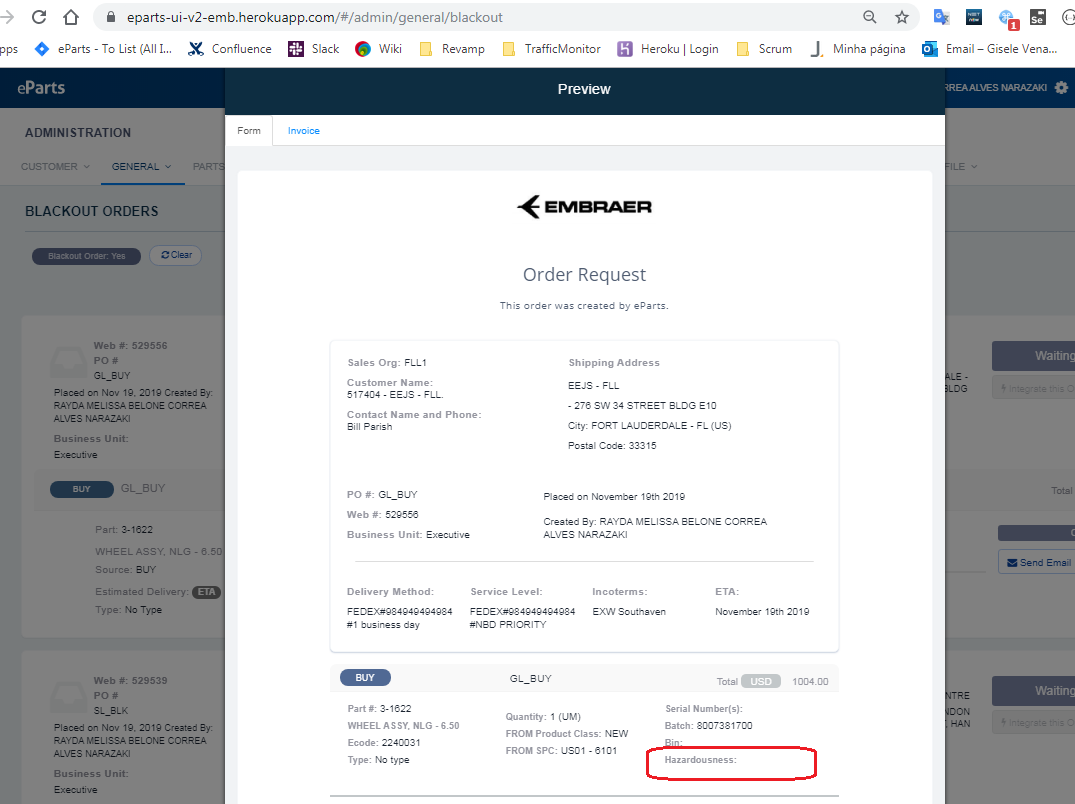 eparts-ui-v2-emb.herokuapp.com/#/admin/general/blackout
1
Se
pps eParts - To List (All I... Confluence Slack Wiki Revamp TrafficMonitor Heroku | Login Scrum Minha página Email – Gisele Vena...
eParts
Preview
RREA ALVES NARAZAKI
ADMINISTRATION
Form Invoice
CUSTOMER GENERAL PARTS
FILE
BLACKOUT ORDERS
EMBRAER
Blackout Order: Yes Clear
Order Request
This order was created by eParts.
Web #: 529556
PO #
GL_BUY
Placed on Nov 19, 2019 Created By:
RAYDA MELISSA BELONE CORREA
ALVES NARAZAKI
Business Unit:
Executive
Sales Org: FLL1
Customer Name:
517404 - EEJS - FLL.
Contact Name and Phone:
Bill Parish
Shipping Address
EEJS - FLL
- 276 SW 34 STREET BLDG E10
City: FORT LAUDERDALE - FL (US)
Postal Code: 33315
ALE -
BLDG
Waiting
Integrate this O
BUY GL_BUY
Total
PO #: GL_BUY
Web #: 529556
Business Unit: Executive
Placed on November 19th 2019
Created By: RAYDA MELISSA BELONE CORREA
ALVES NARAZAKI
Part: 3-1622
WHEEL ASSY, NLG - 6.50
Source: BUY
Estimated Delivery: ETA
Type: No Type
Send Email
Delivery Method:
FEDEX#984949494984
#1 business day
Service Level:
FEDEX#984949494984
#NBD PRIORITY
Incoterms:
EXW Southaven
ETA:
November 19th 2019
BUY GL_BUY Total USD 1004.00
Part #: 3-1622
WHEEL ASSY, NLG - 6.50
Ecode: 2240031
Type: No type
Quantity: 1 (UM)
FROM Product Class: NEW
FROM SPC: US01 - 6101
Serial Number(s):
Batch: 8007381700
Bin:
Hazardousness:
Web #: 529539
PO #
SL_BLK
Placed on Nov 19, 2019 Created By:
RAYDA MELISSA BELONE CORREA
ALVES NARAZAKI
Business Unit:
Executive
NTRE
NDON
, HAN
Waiting
Integrate this O